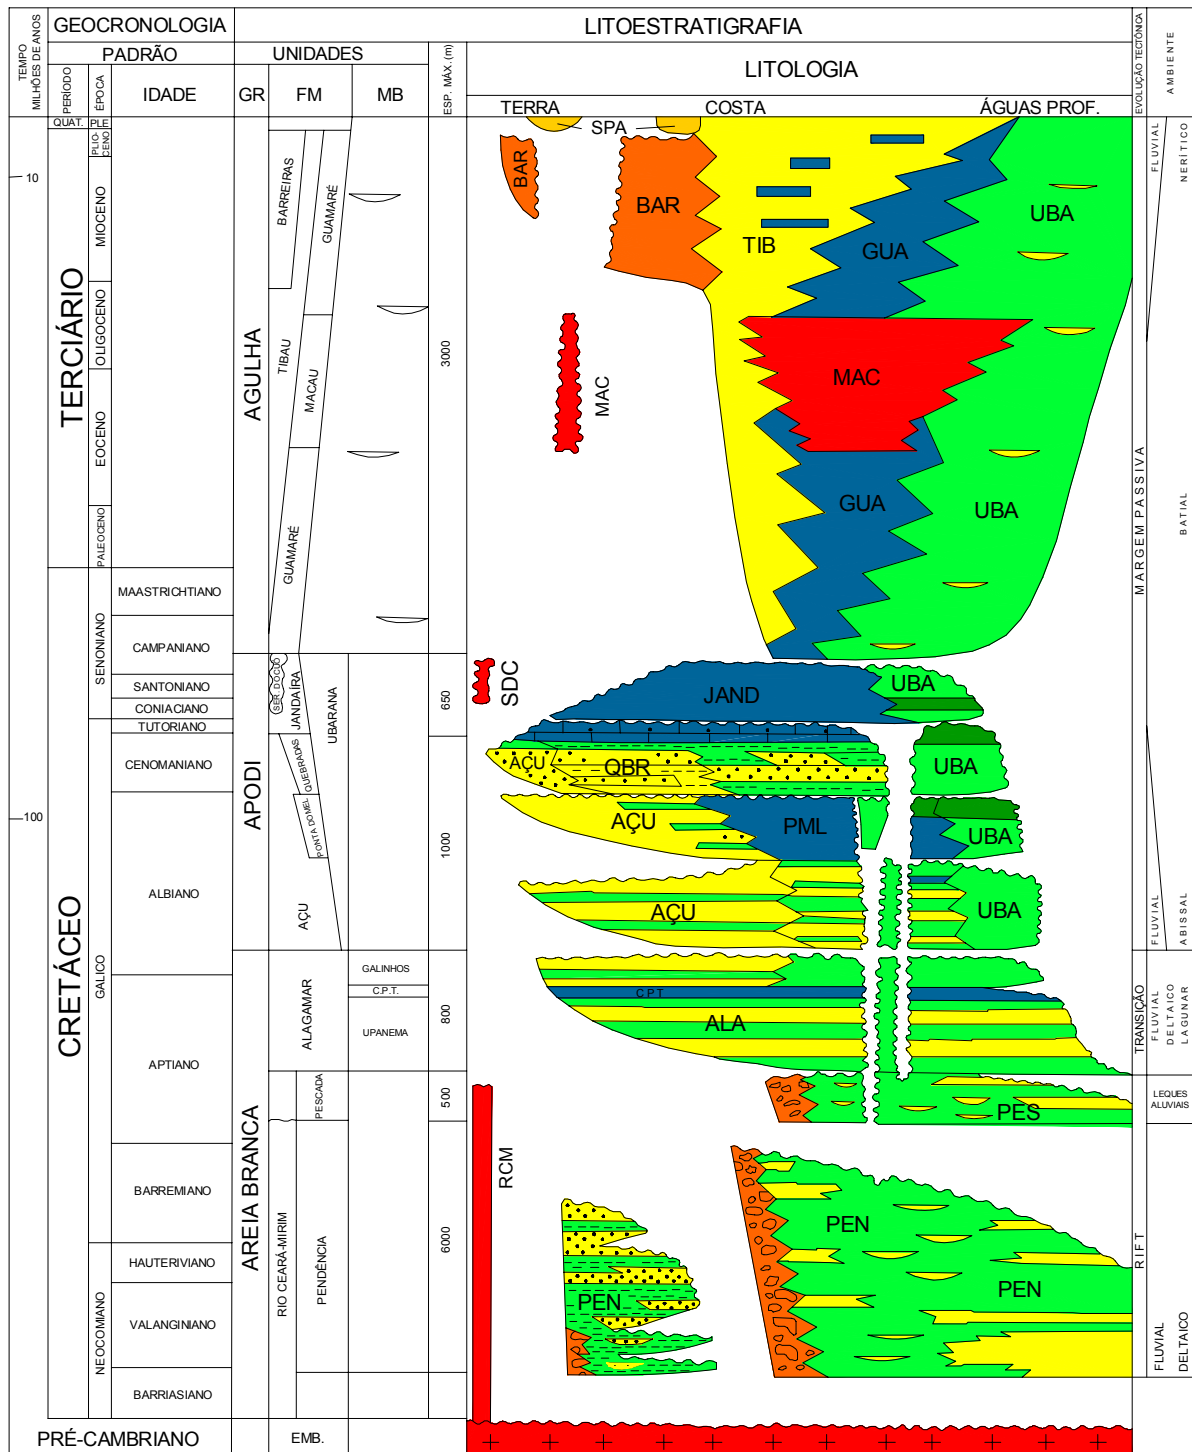 TEMPO
MILHÕES DE ANOS
GEOCRONOLOGIA
LITOESTRATIGRAFIA
EVOLUÇÃO TECTÔNICA
AMBIENTE
PADRÃO
UNIDADES
ESP. MÁX.(m)
LITOLOGIA
PERÍODO
ÉPOCA
IDADE
GR
FM
MB
TERRA
COSTA
ÁGUAS PROF.
QUAT.
PLE
SPA
PLIO-
CENO
10
MIOCENO
BARREIRAS
GUAMARÉ
BAR
BAR
TIB
GUA
UBA
FLUVIAL
NERÍTICO
TERCIÁRIO
OLIGOCENO
AGULHA
TIBAU
MACAU
3000
MAC
MAC
EOCENO
GUA
UBA
MARGEM PASSIVA
BATIAL
PALEOCENO
GUAMARÉ
SENONIANO
MAASTRICHTIANO
CAMPANIANO
SANTONIANO
CONIACIANO
TUTORIANO
CENOMANIANO
SER. DO CUÓ
JANDAÍRA
UBARANA
650
SDC
JAND
UBA
QUEBRADAS
AÇU
QBR
UBA
100
APODI
PONTA DO MEL
1000
AÇU
PML
UBA
CRETÁCEO
GÁLICO
ALBIANO
AÇU
AÇU
UBA
FLUVIAL
ABISSAL
GALINHOS
C.P.T.
UPANEMA
ALAGAMAR
800
C.P.T
ALA
TRANSIÇÃO
FLUVIAL
DELTAICO
LAGUNAR
APTIANO
AREIA BRANCA
PESCADA
500
PES
LEQUES
ALUVIAIS
BARREMIANO
RIO CEARÁ-MIRIM
PENDÊNCIA
6000
RCM
PEN
RIFT
NEOCOMIANO
HAUTERIVIANO
VALANGINIANO
PEN
PEN
FLUVIAL
DELTAICO
BARRIASIANO
PRÉ-CAMBRIANO
EMB.